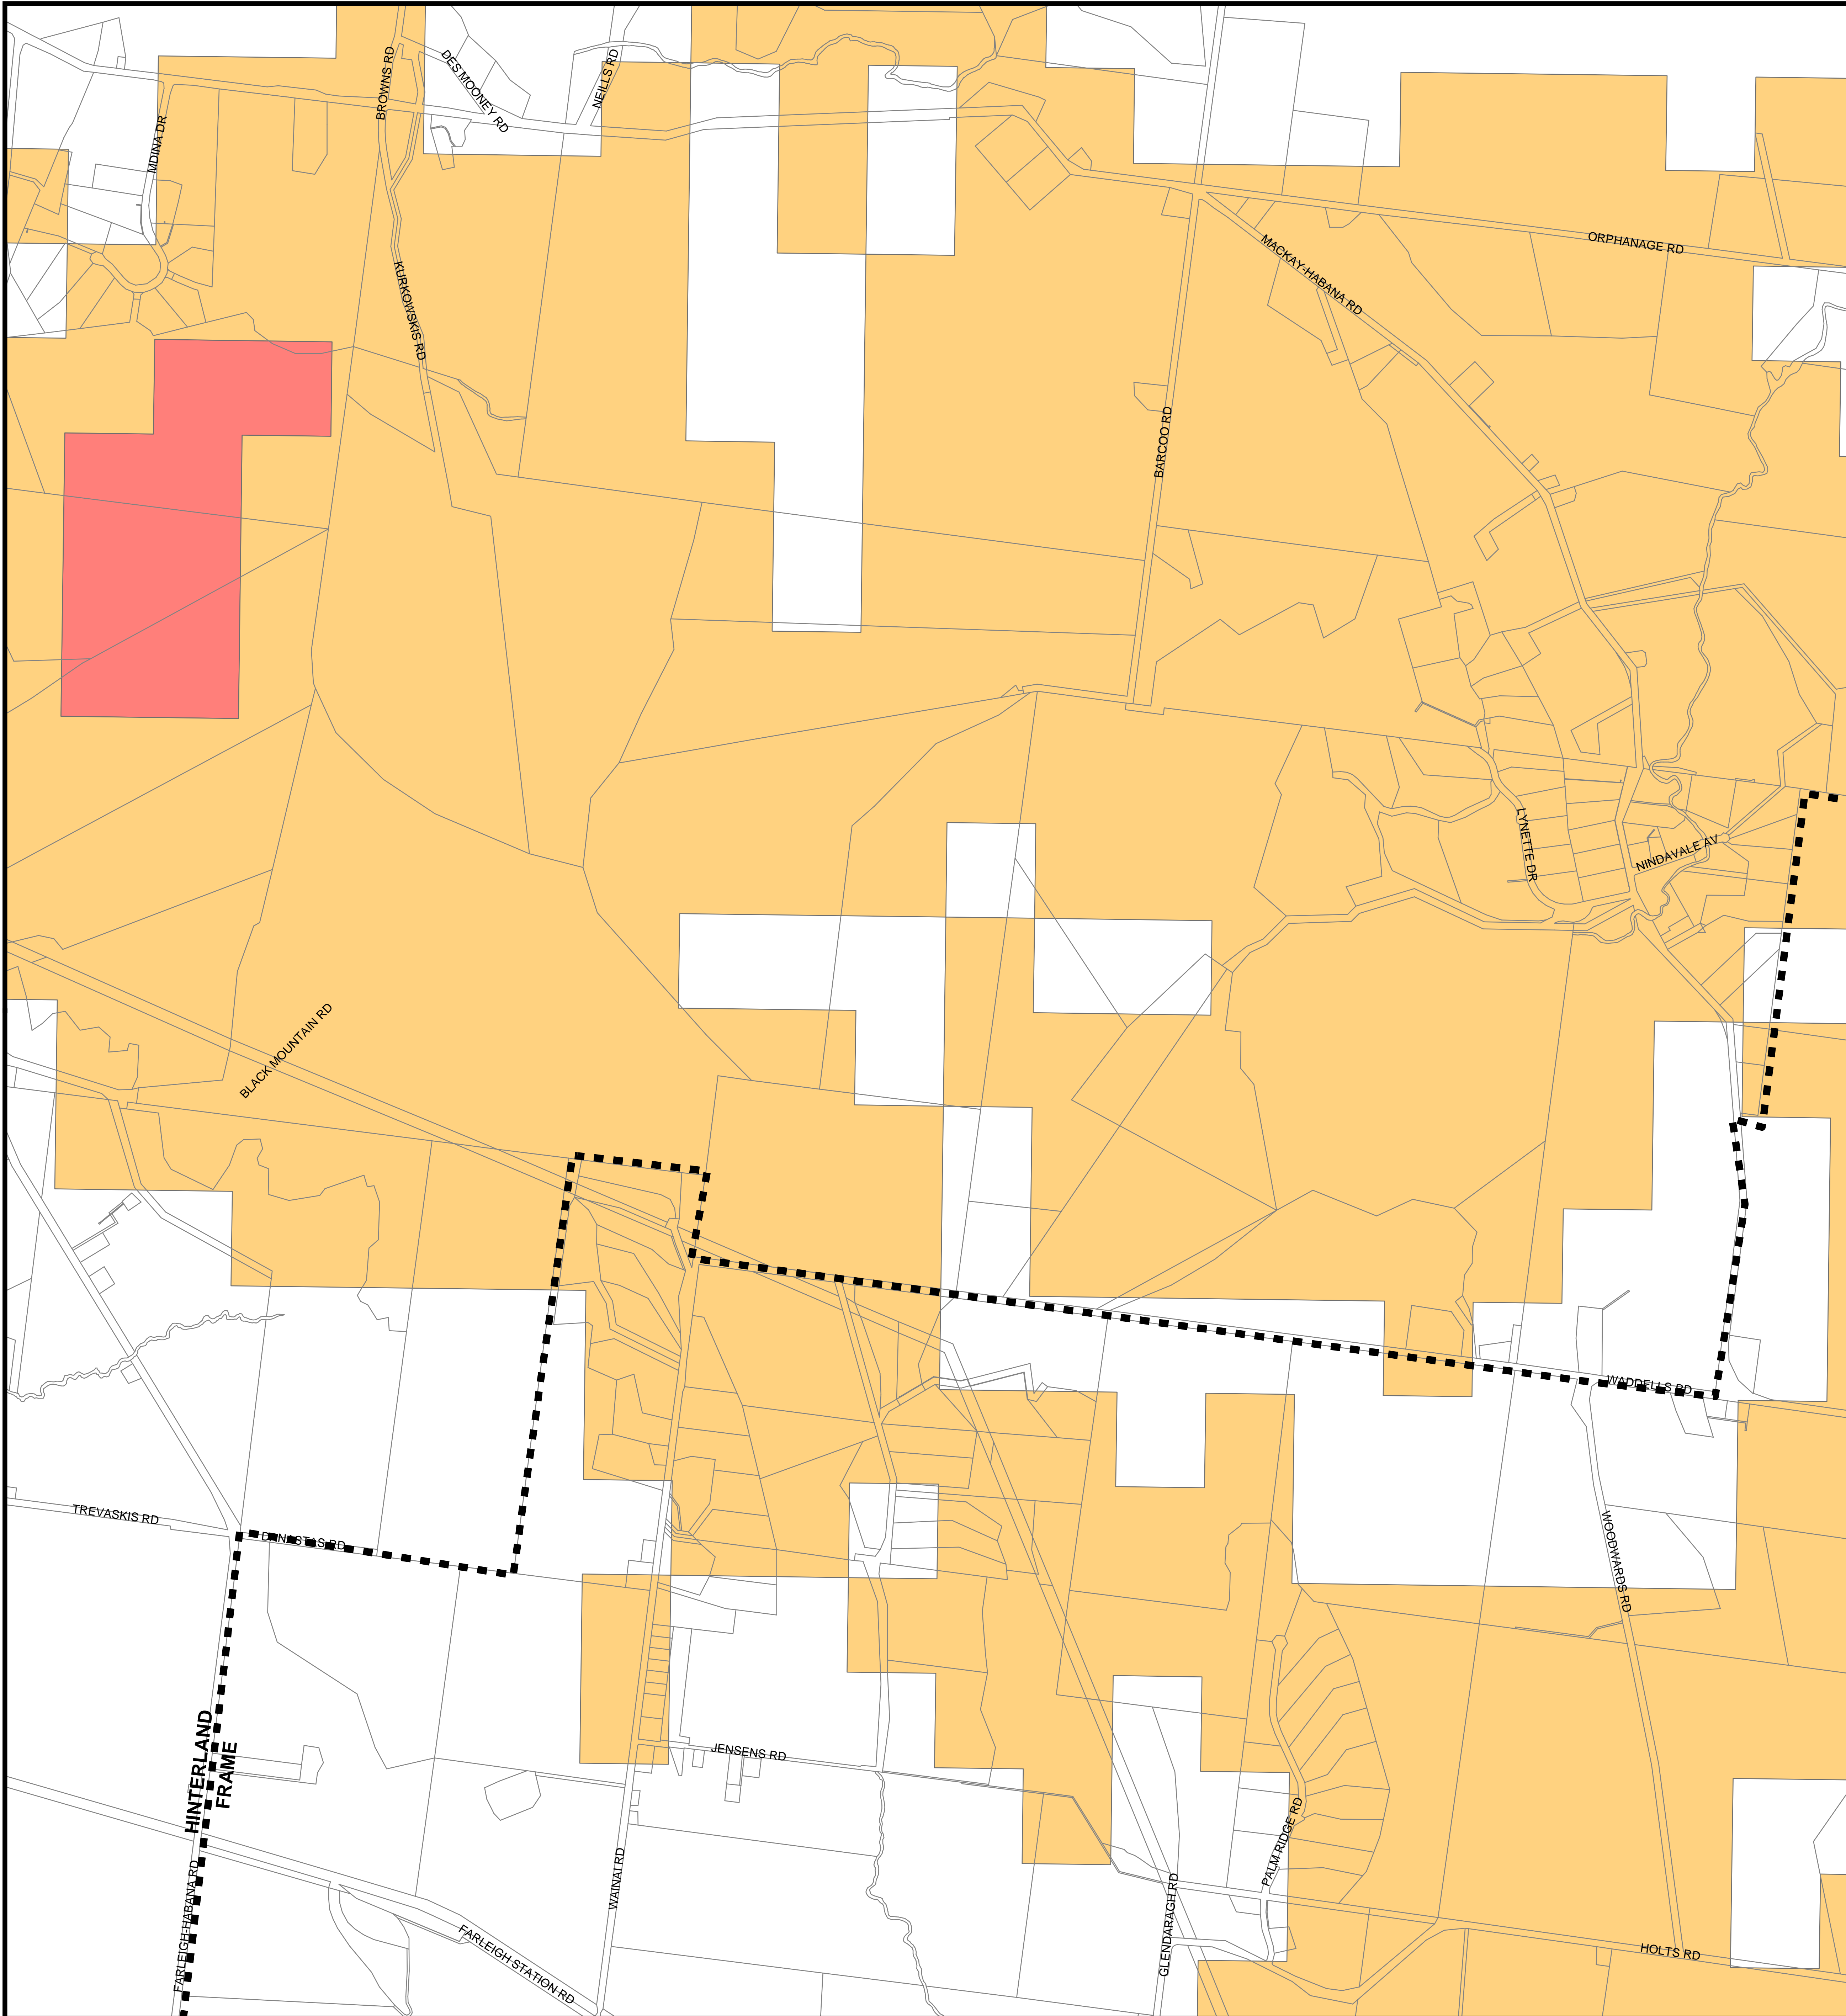 BROWNS RD
DES MOONEY RD
NEILLS RD
MDINA DR
ORPHANAGE RD
MACKAY-HABANA RD
KURKOWSKIS RD
BARCOO RD
LYNETTE DR
NINDAVALE AV
BLACK MOUNTAIN RD
WADDELLS RD
TREVASKIS RD
DENASTAS RD
WOODWARDS RD
HINTERLAND
FRAME
JENSENS RD
PALM RIDGE RD
WAINAI RD
FARLEIGH-HABANA RD
GLENDARAGH RD
FARLEIGH STATION RD
HOLTS RD